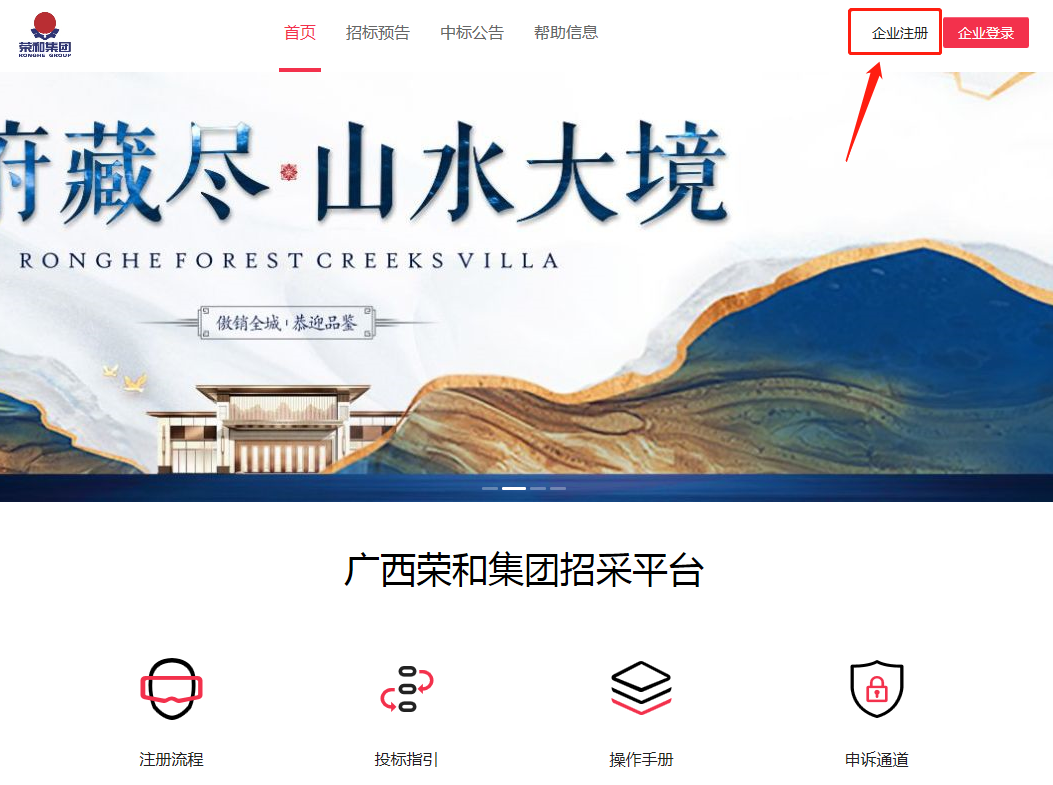 荣和集团
RONGHE GROUP
首页 招标预告 中标公告 帮助信息 企业注册 企业登录
府藏尽·山水大境
RONGHE FOREST CREEKS VILLA
傲销全城 恭迎品鉴
广西荣和集团招采平台
注册流程 投标指引 操作手册 申诉通道